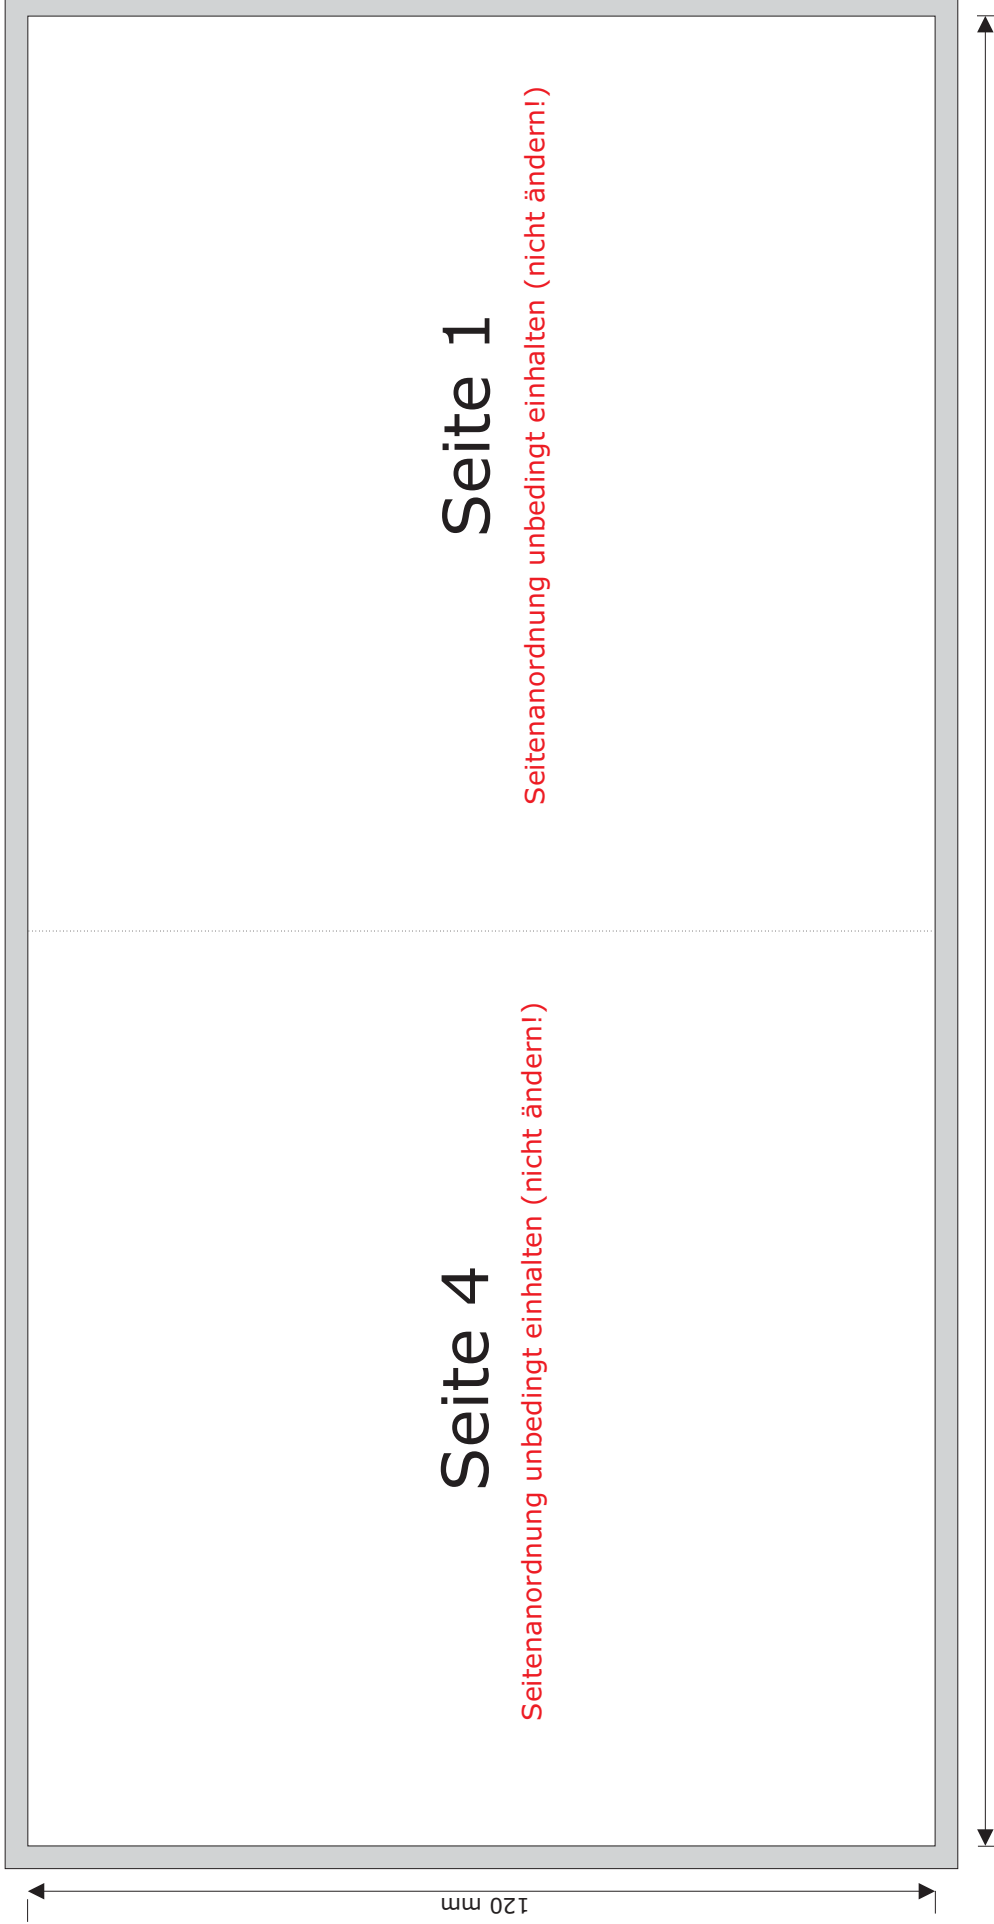 Seite 4
Seitenanordnung unbedingt einhalten (nicht ändern!)
Seite 1
Seitenanordnung unbedingt einhalten (nicht ändern!)
120 mm